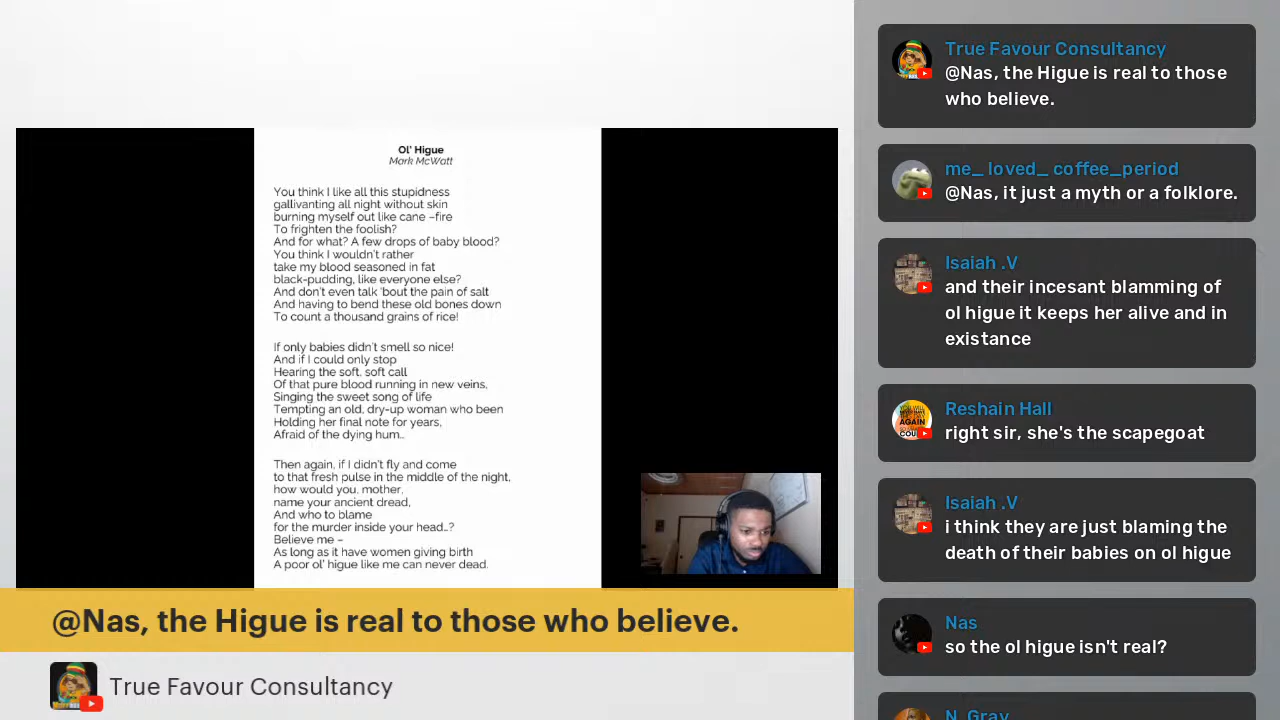 Ol' Higue
Mark McWatt
You think I like all this stupidness
gallivanting all night without skin
burning myself out like cane –fire
To frighten the foolish?
And for what? A few drops of baby blood?
You think I wouldn't rather
take my blood seasoned in fat
black-pudding, like everyone else?
And don't even talk 'bout the pain of salt
And having to bend these old bones down
To count a thousand grains of rice!
If only babies didn't smell so nice!
And if I could only stop
Hearing the soft, soft call
Of that pure blood running in new veins,
Singing the sweet song of life
Tempting an old, dry-up woman who been
Holding her final note for years,
Afraid of the dying hum...
Then again, if I didn't fly and come
to that fresh pulse in the middle of the night,
how would you, mother,
name your ancient dread,
And who to blame
for the murder inside your head...?
Believe me –
As long as it have women giving birth
A poor ol' higue like me can never dead.
@Nas, the Higue is real to those who believe.
True Favour Consultancy
True Favour Consultancy
@Nas, the Higue is real to those
who believe.
me_ loved_ coffee_period
@Nas, it just a myth or a folklore.
Isaiah .V
and their incesant blamming of
ol higue it keeps her alive and in
existance
Reshain Hall
right sir, she's the scapegoat
Isaiah .V
i think they are just blaming the
death of their babies on ol higue
Nas
so the ol higue isn't real?
N. Gray